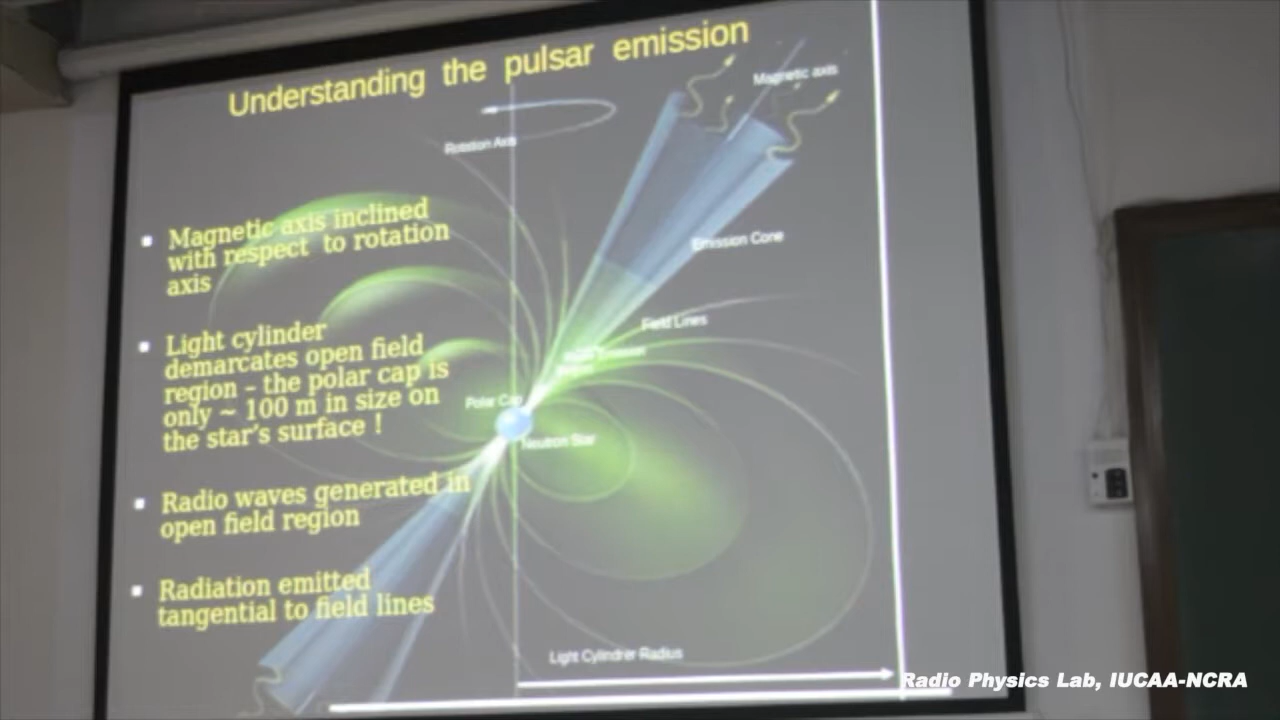 Understanding the pulsar emission
Magnetic axis
Rotation Axis
Magnetic axis inclined
with respect to rotation
axis
Emission Cone
Light cylinder
demarcates open field
region – the polar cap is
only ~ 100 m in size on
the star's surface !
Field Lines
Polar Cap
Neutron Star
Radio waves generated in
open field region
Radiation emitted
tangential to field lines
Light Cylindrer Radius
Radio Physics Lab, IUCAA-NCRA